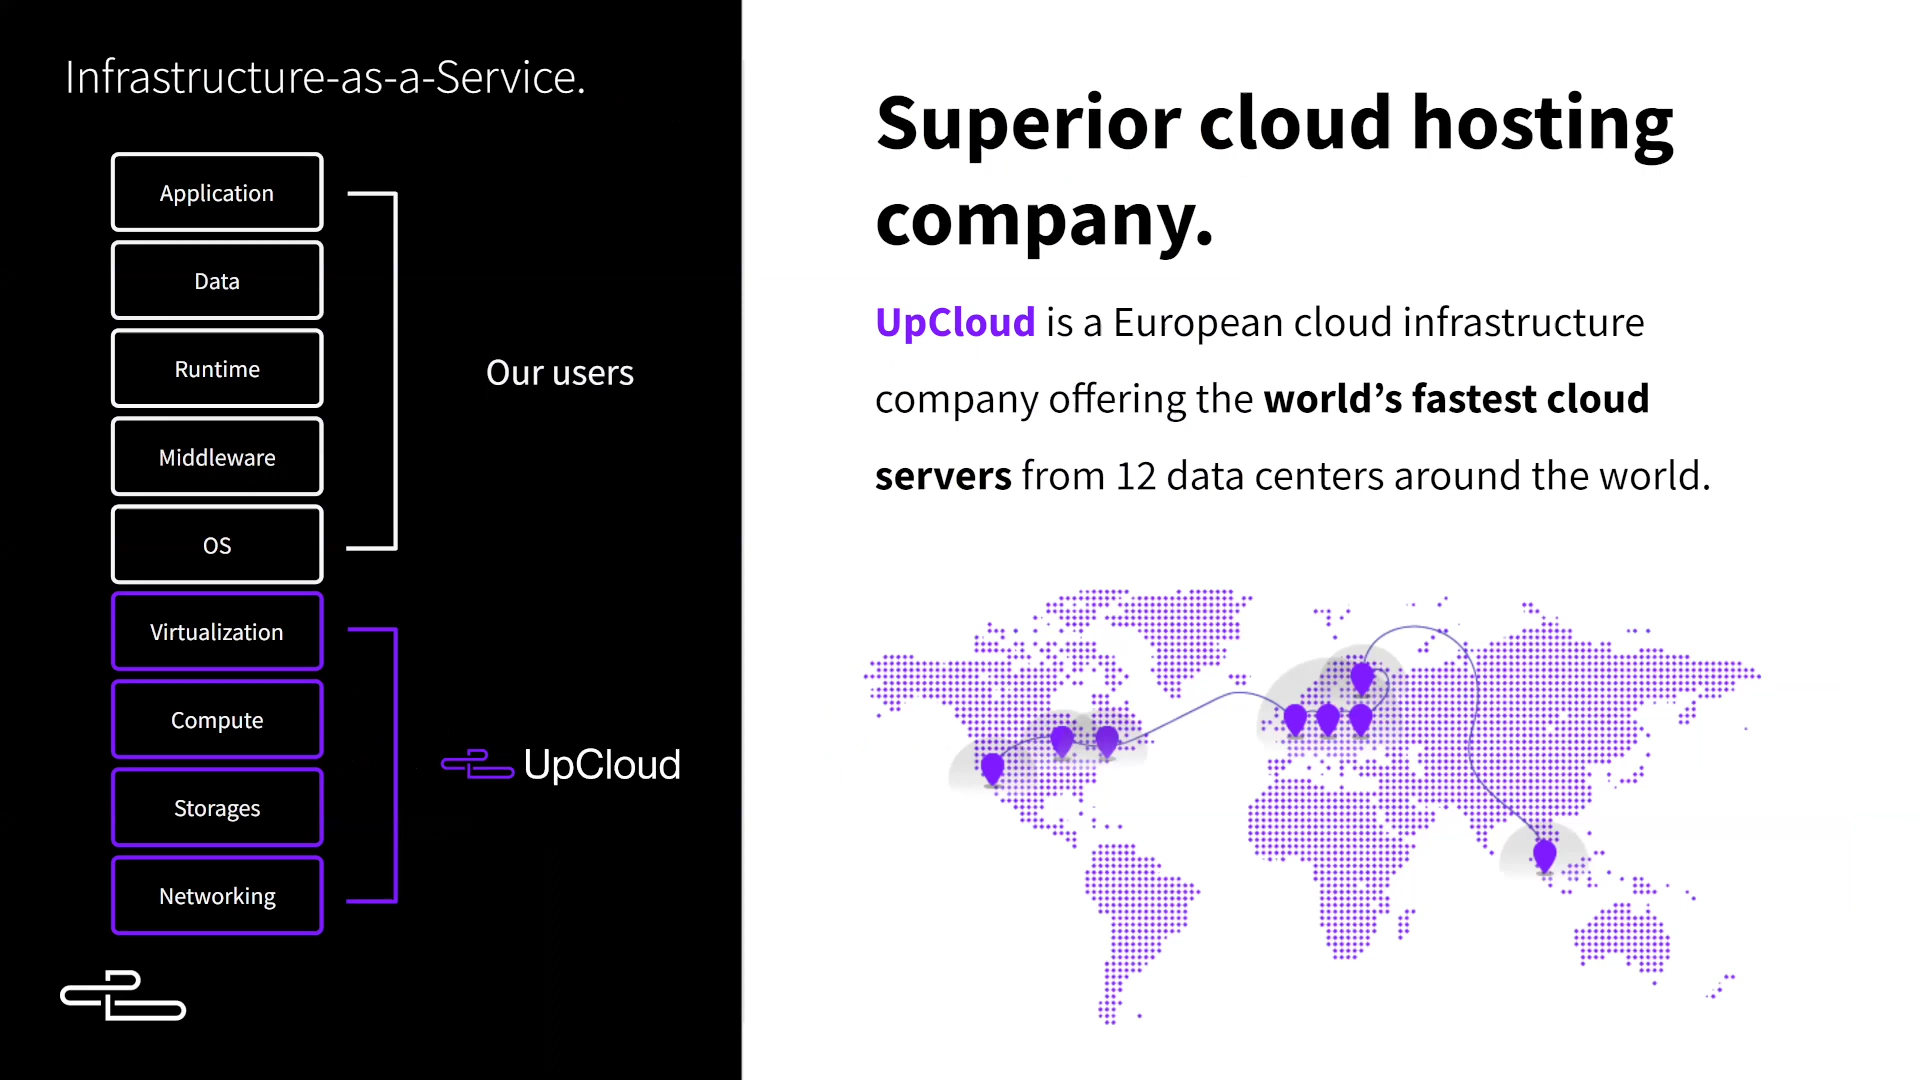 Infrastructure-as-a-Service.
Application
Data
Runtime
Middleware
OS
Our users
Virtualization
Compute
Storages
Networking
UpCloud
Superior cloud hosting
company.
UpCloud is a European cloud infrastructure
company offering the world’s fastest cloud
servers from 12 data centers around the world.